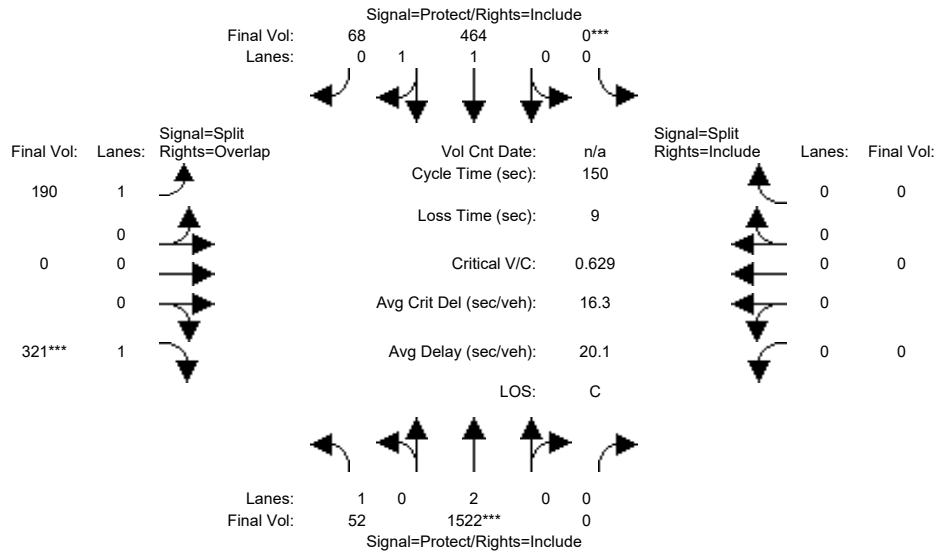 Signal=Protect/Rights=Include
Final Vol: 68 464 0***
Lanes: 0 1 1 0 0
Signal=Split Signal=Split
Final Vol: Lanes: Rights=Overlap Vol Cnt Date: n/a Rights=Include Lanes: Final Vol:
Cycle Time (sec): 150
190 1 0 0
Loss Time (sec): 9
0 0
0 0 Critical V/C: 0.629 0 0
0 Avg Crit Del (sec/veh): 16.3 0
321*** 1 Avg Delay (sec/veh): 20.1 0 0
LOS: C
Lanes: 1 0 2 0 0
Final Vol: 52 1522*** 0
Signal=Protect/Rights=Include